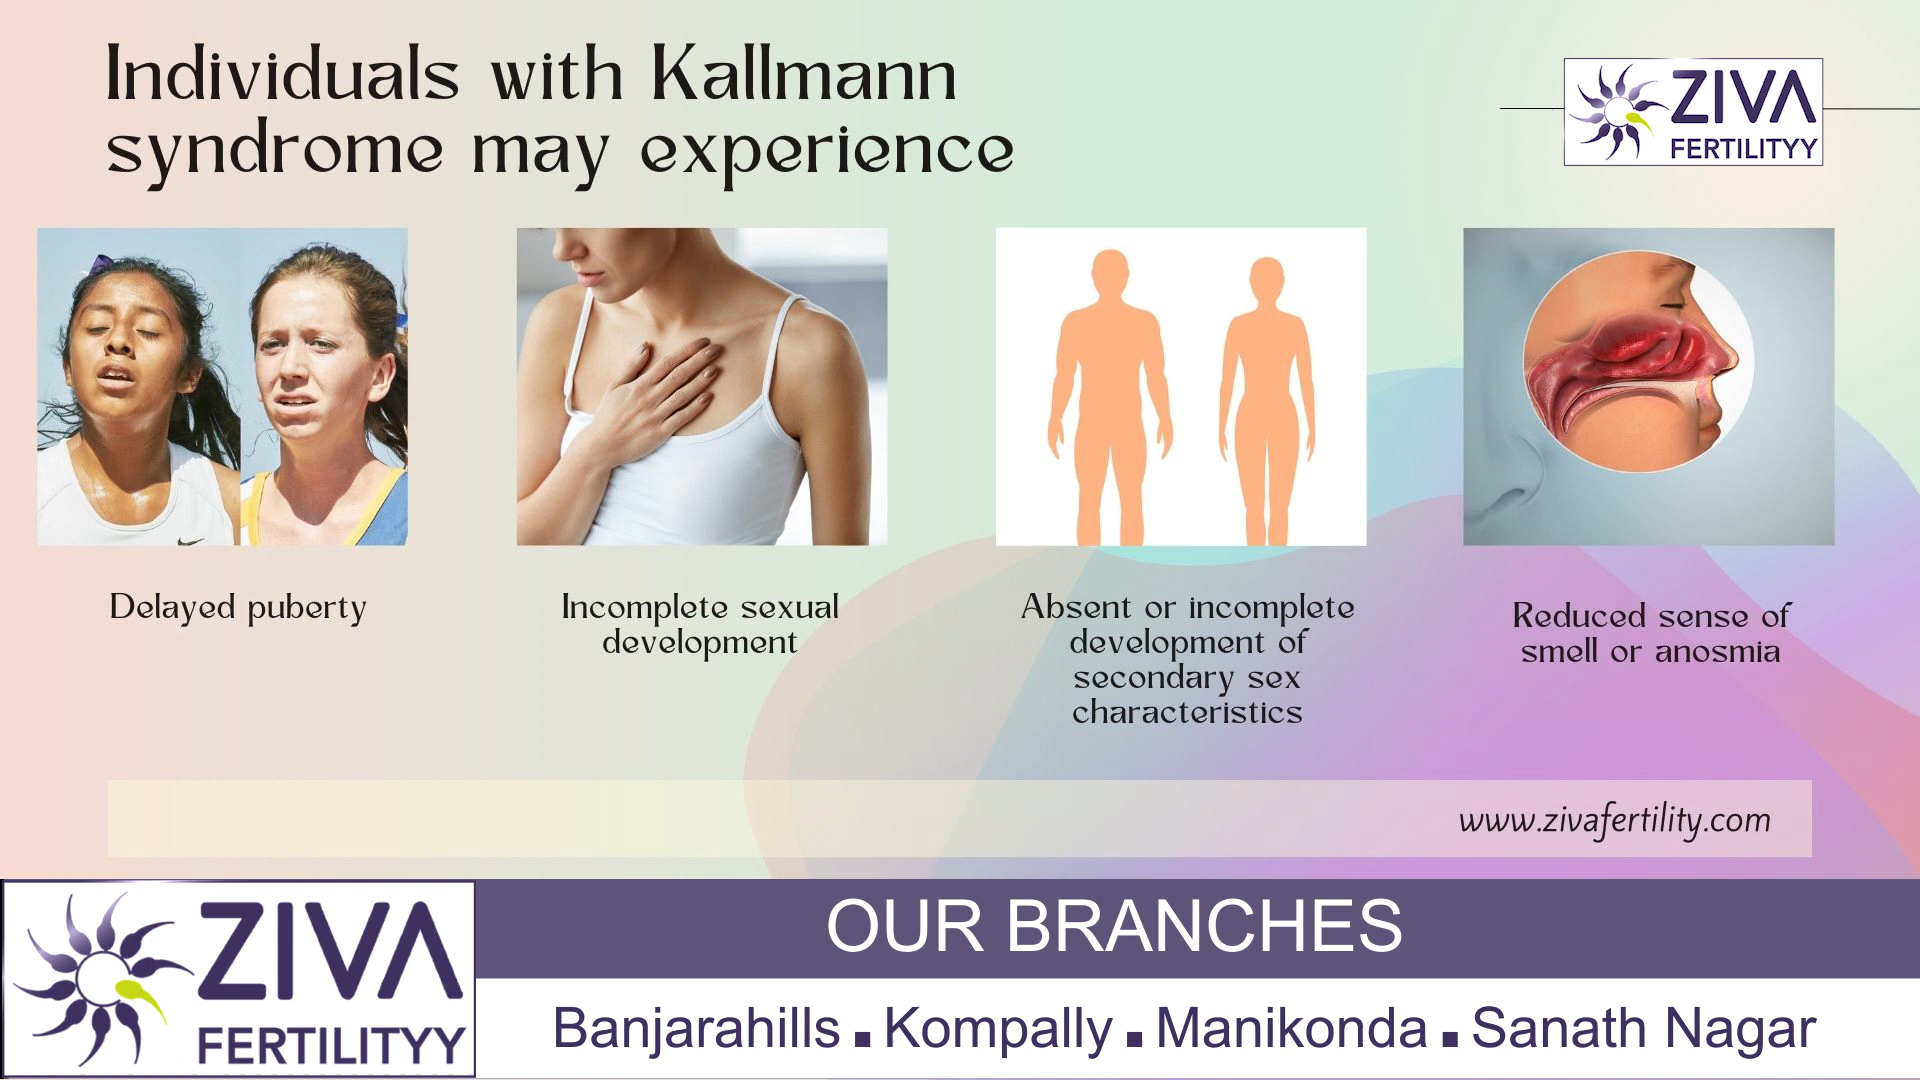 Individuals with Kallmann
syndrome may experience
ZIVA
FERTILITYY
Delayed puberty
Incomplete sexual
development
Absent or incomplete
development of
secondary sex
characteristics
Reduced sense of
smell or anosmia
www.zivafertility.com
ZIVA
FERTILITYY
OUR BRANCHES
Banjarahills ▪ Kompally ▪ Manikonda ▪ Sanath Nagar